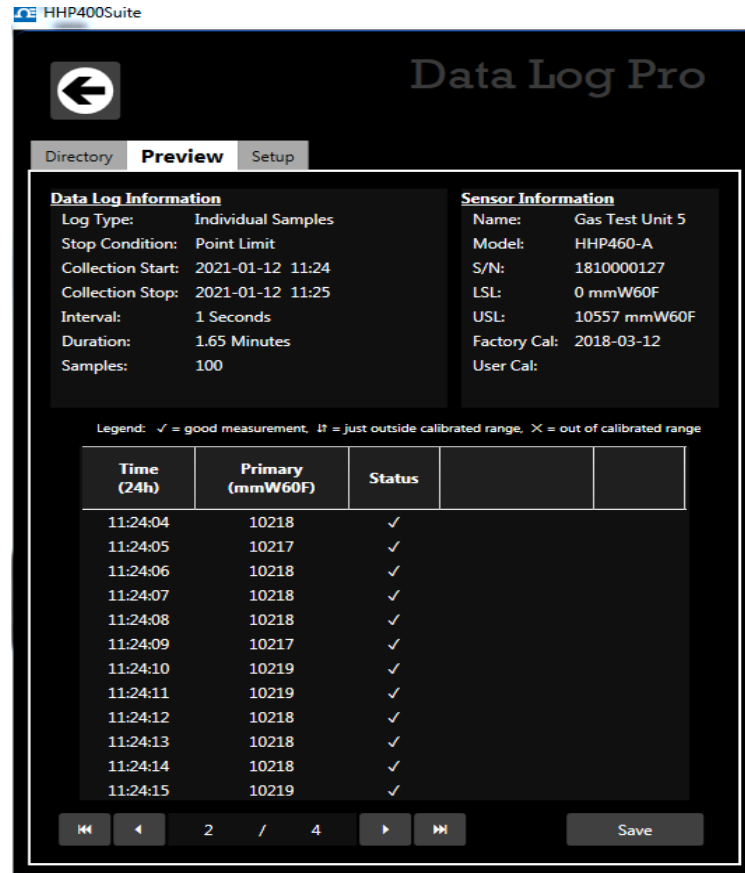 HHP400Suite
Data Log Pro
Directory Preview Setup
Data Log Information
Log Type: Individual Samples
Stop Condition: Point Limit
Collection Start: 2021-01-12 11:24
Collection Stop: 2021-01-12 11:25
Interval: 1 Seconds
Duration: 1.65 Minutes
Samples: 100
Sensor Information
Name: Gas Test Unit 5
Model: HHP460-A
S/N: 1810000127
LSL: 0 mmW60F
USL: 10557 mmW60F
Factory Cal: 2018-03-12
User Cal:
Legend: ✓ = good measurement, ↓↑ = just outside calibrated range, ✕ = out of calibrated range
Time (24h) Primary (mmW60F) Status
11:24:04 10218 ✓
11:24:05 10217 ✓
11:24:06 10218 ✓
11:24:07 10218 ✓
11:24:08 10218 ✓
11:24:09 10217 ✓
11:24:10 10219 ✓
11:24:11 10219 ✓
11:24:12 10218 ✓
11:24:13 10218 ✓
11:24:14 10218 ✓
11:24:15 10219 ✓
2 / 4 Save